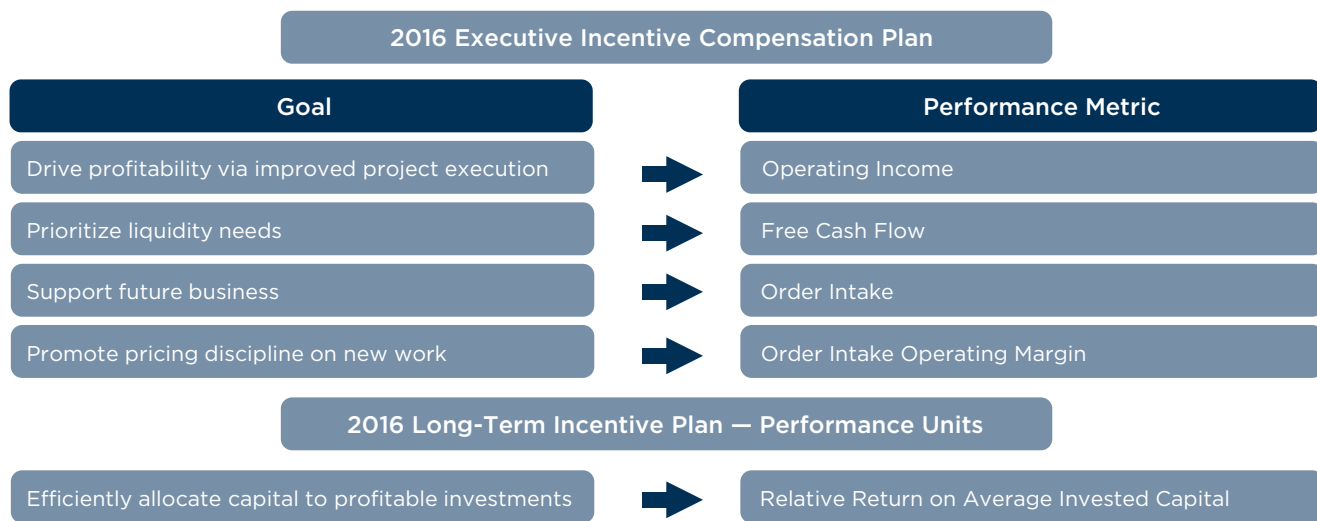 2016 Executive Incentive Compensation Plan
Goal
Performance Metric
Drive profitability via improved project execution
Operating Income
Prioritize liquidity needs
Free Cash Flow
Support future business
Order Intake
Promote pricing discipline on new work
Order Intake Operating Margin
2016 Long-Term Incentive Plan — Performance Units
Efficiently allocate capital to profitable investments
Relative Return on Average Invested Capital